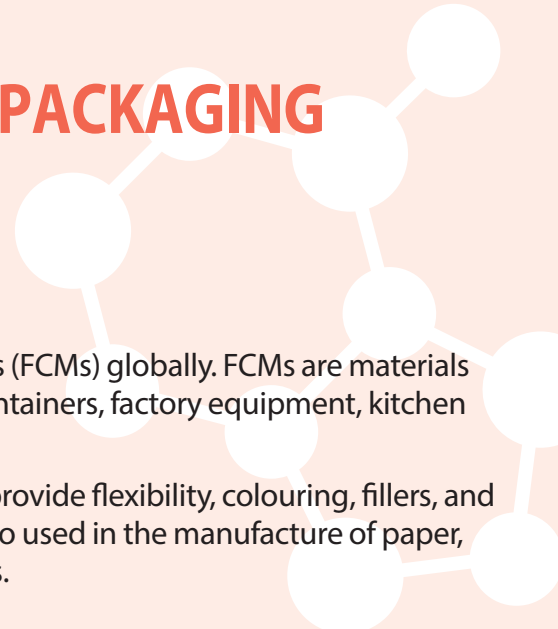 PACKAGING
s (FCMs) globally. FCMs are materials
ntainers, factory equipment, kitchen
rovide flexibility, colouring, fillers, and
o used in the manufacture of paper,
s.